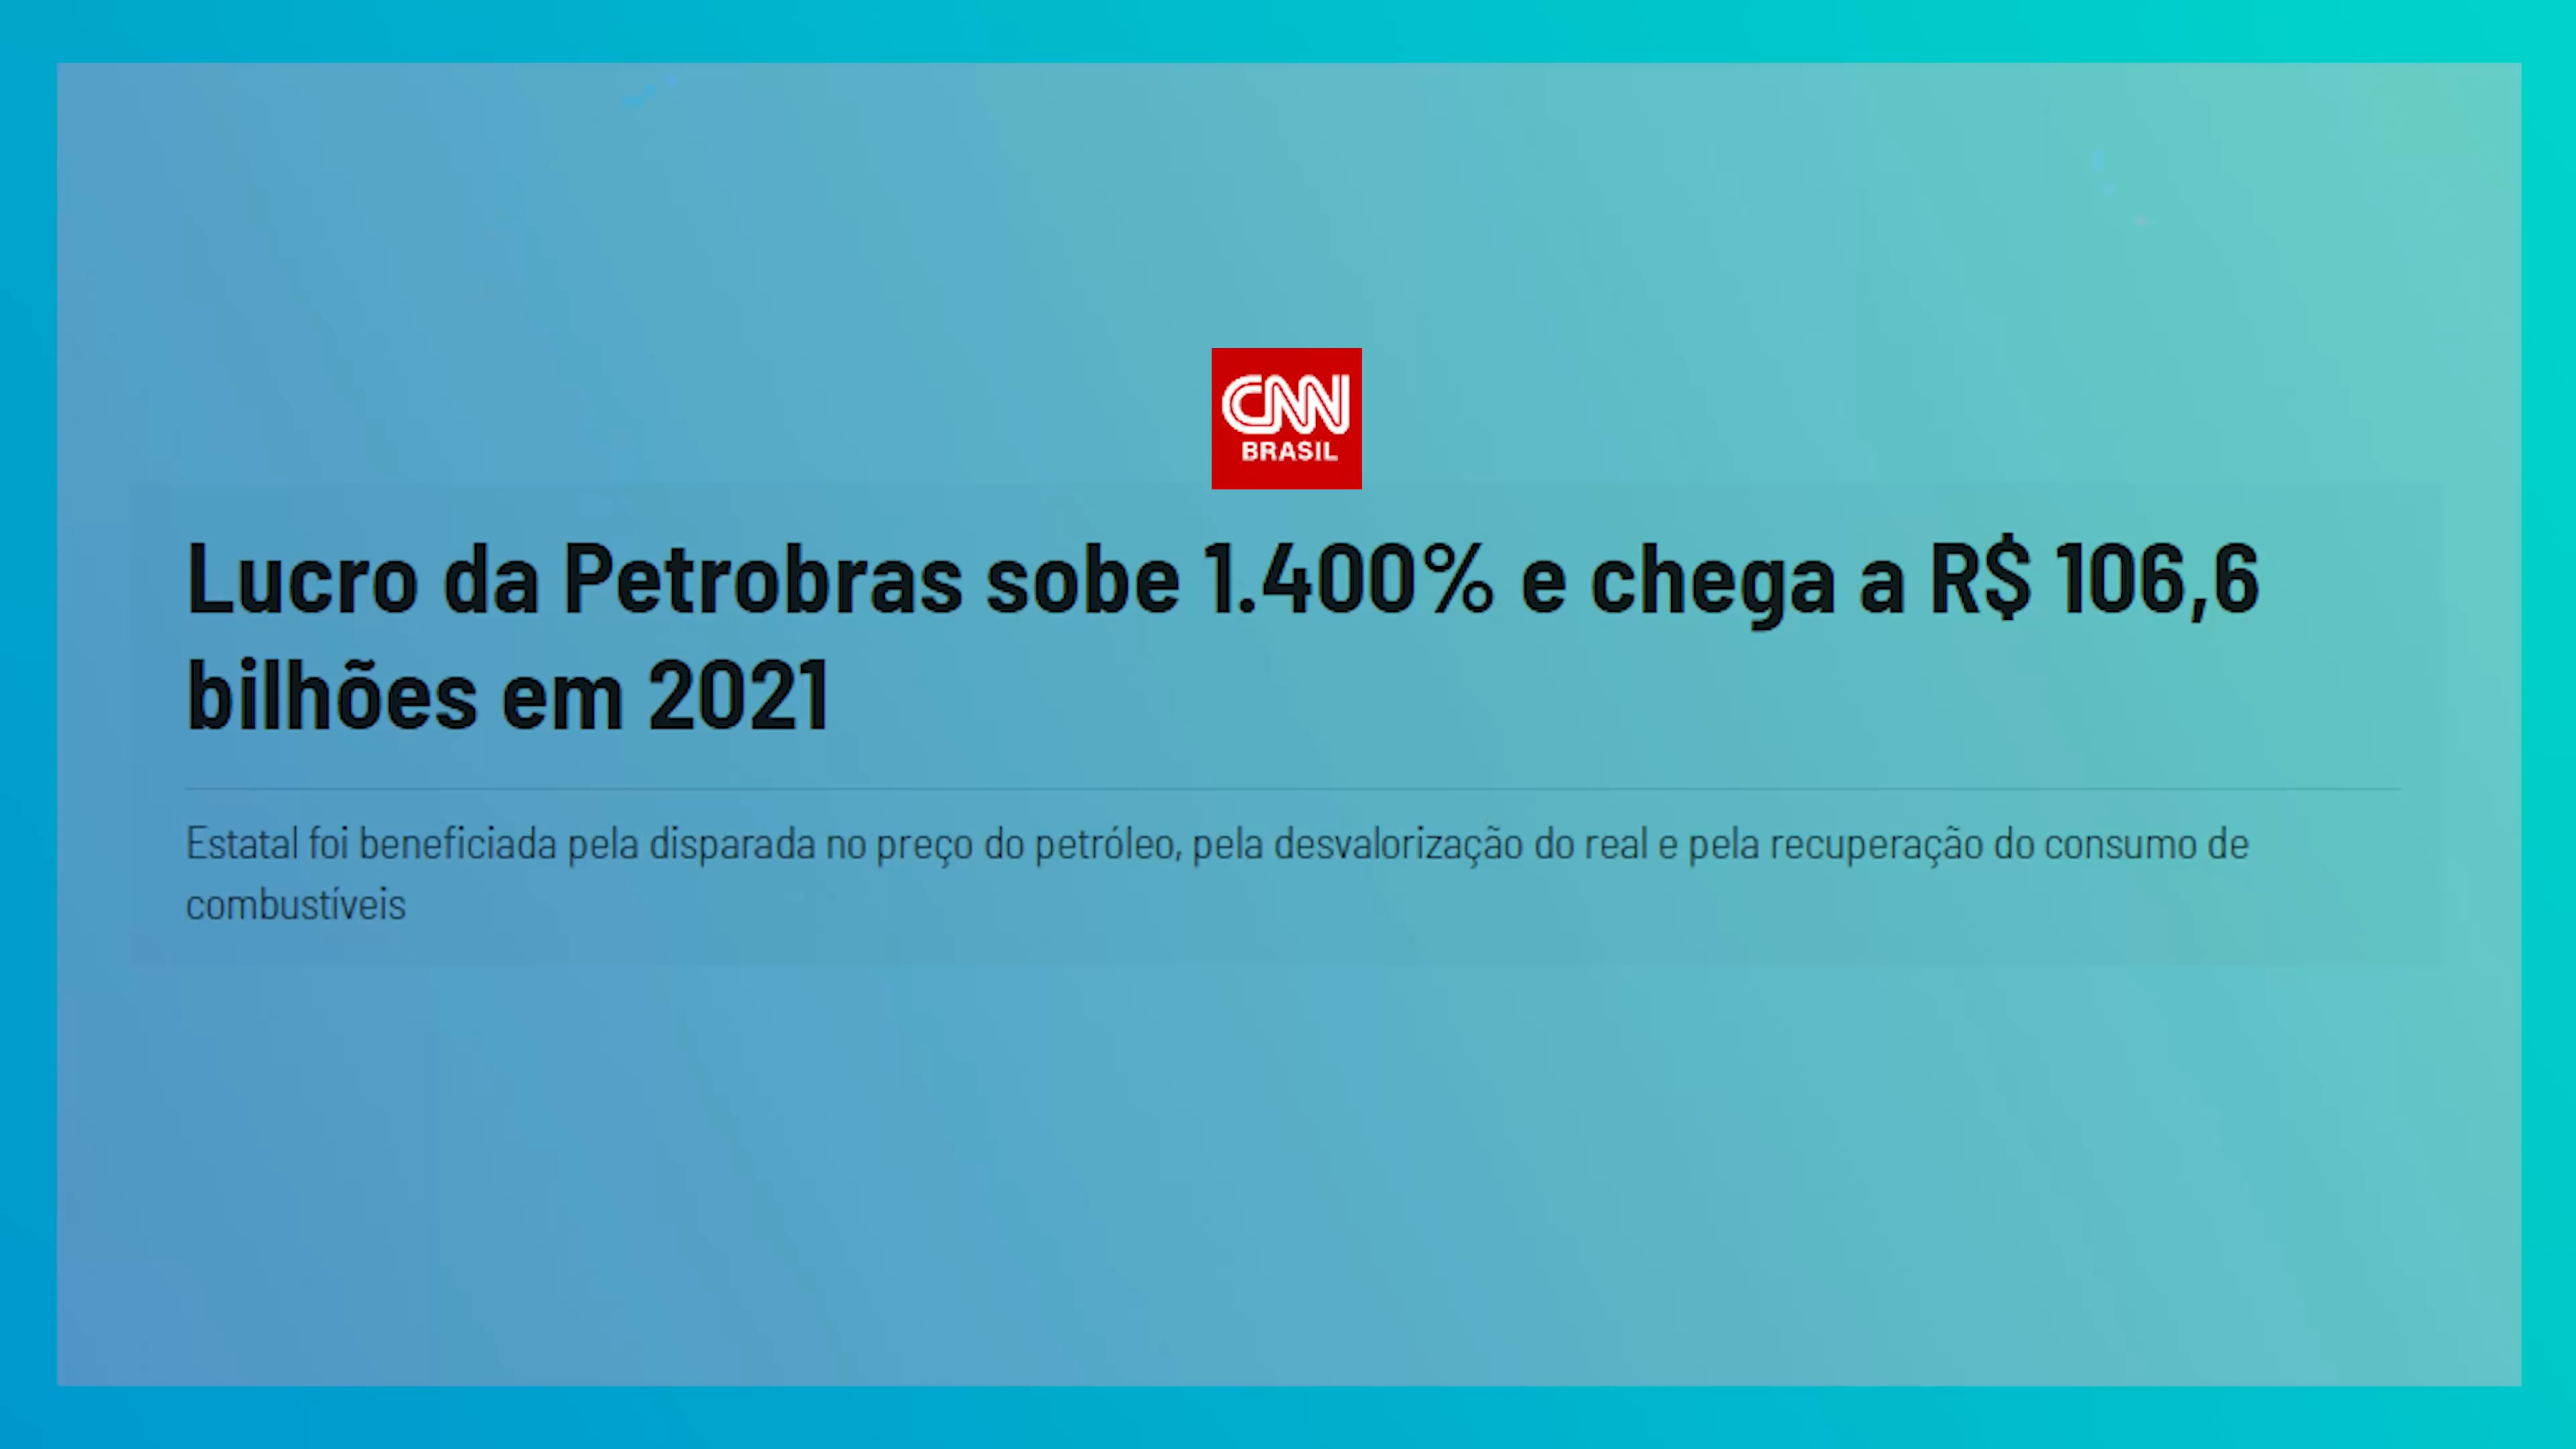 CNN
BRASIL
Lucro da Petrobras sobe 1.400% e chega a R$ 106,6
bilhões em 2021
Estatal foi beneficiada pela disparada no preço do petróleo, pela desvalorização do real e pela recuperação do consumo de
combustíveis